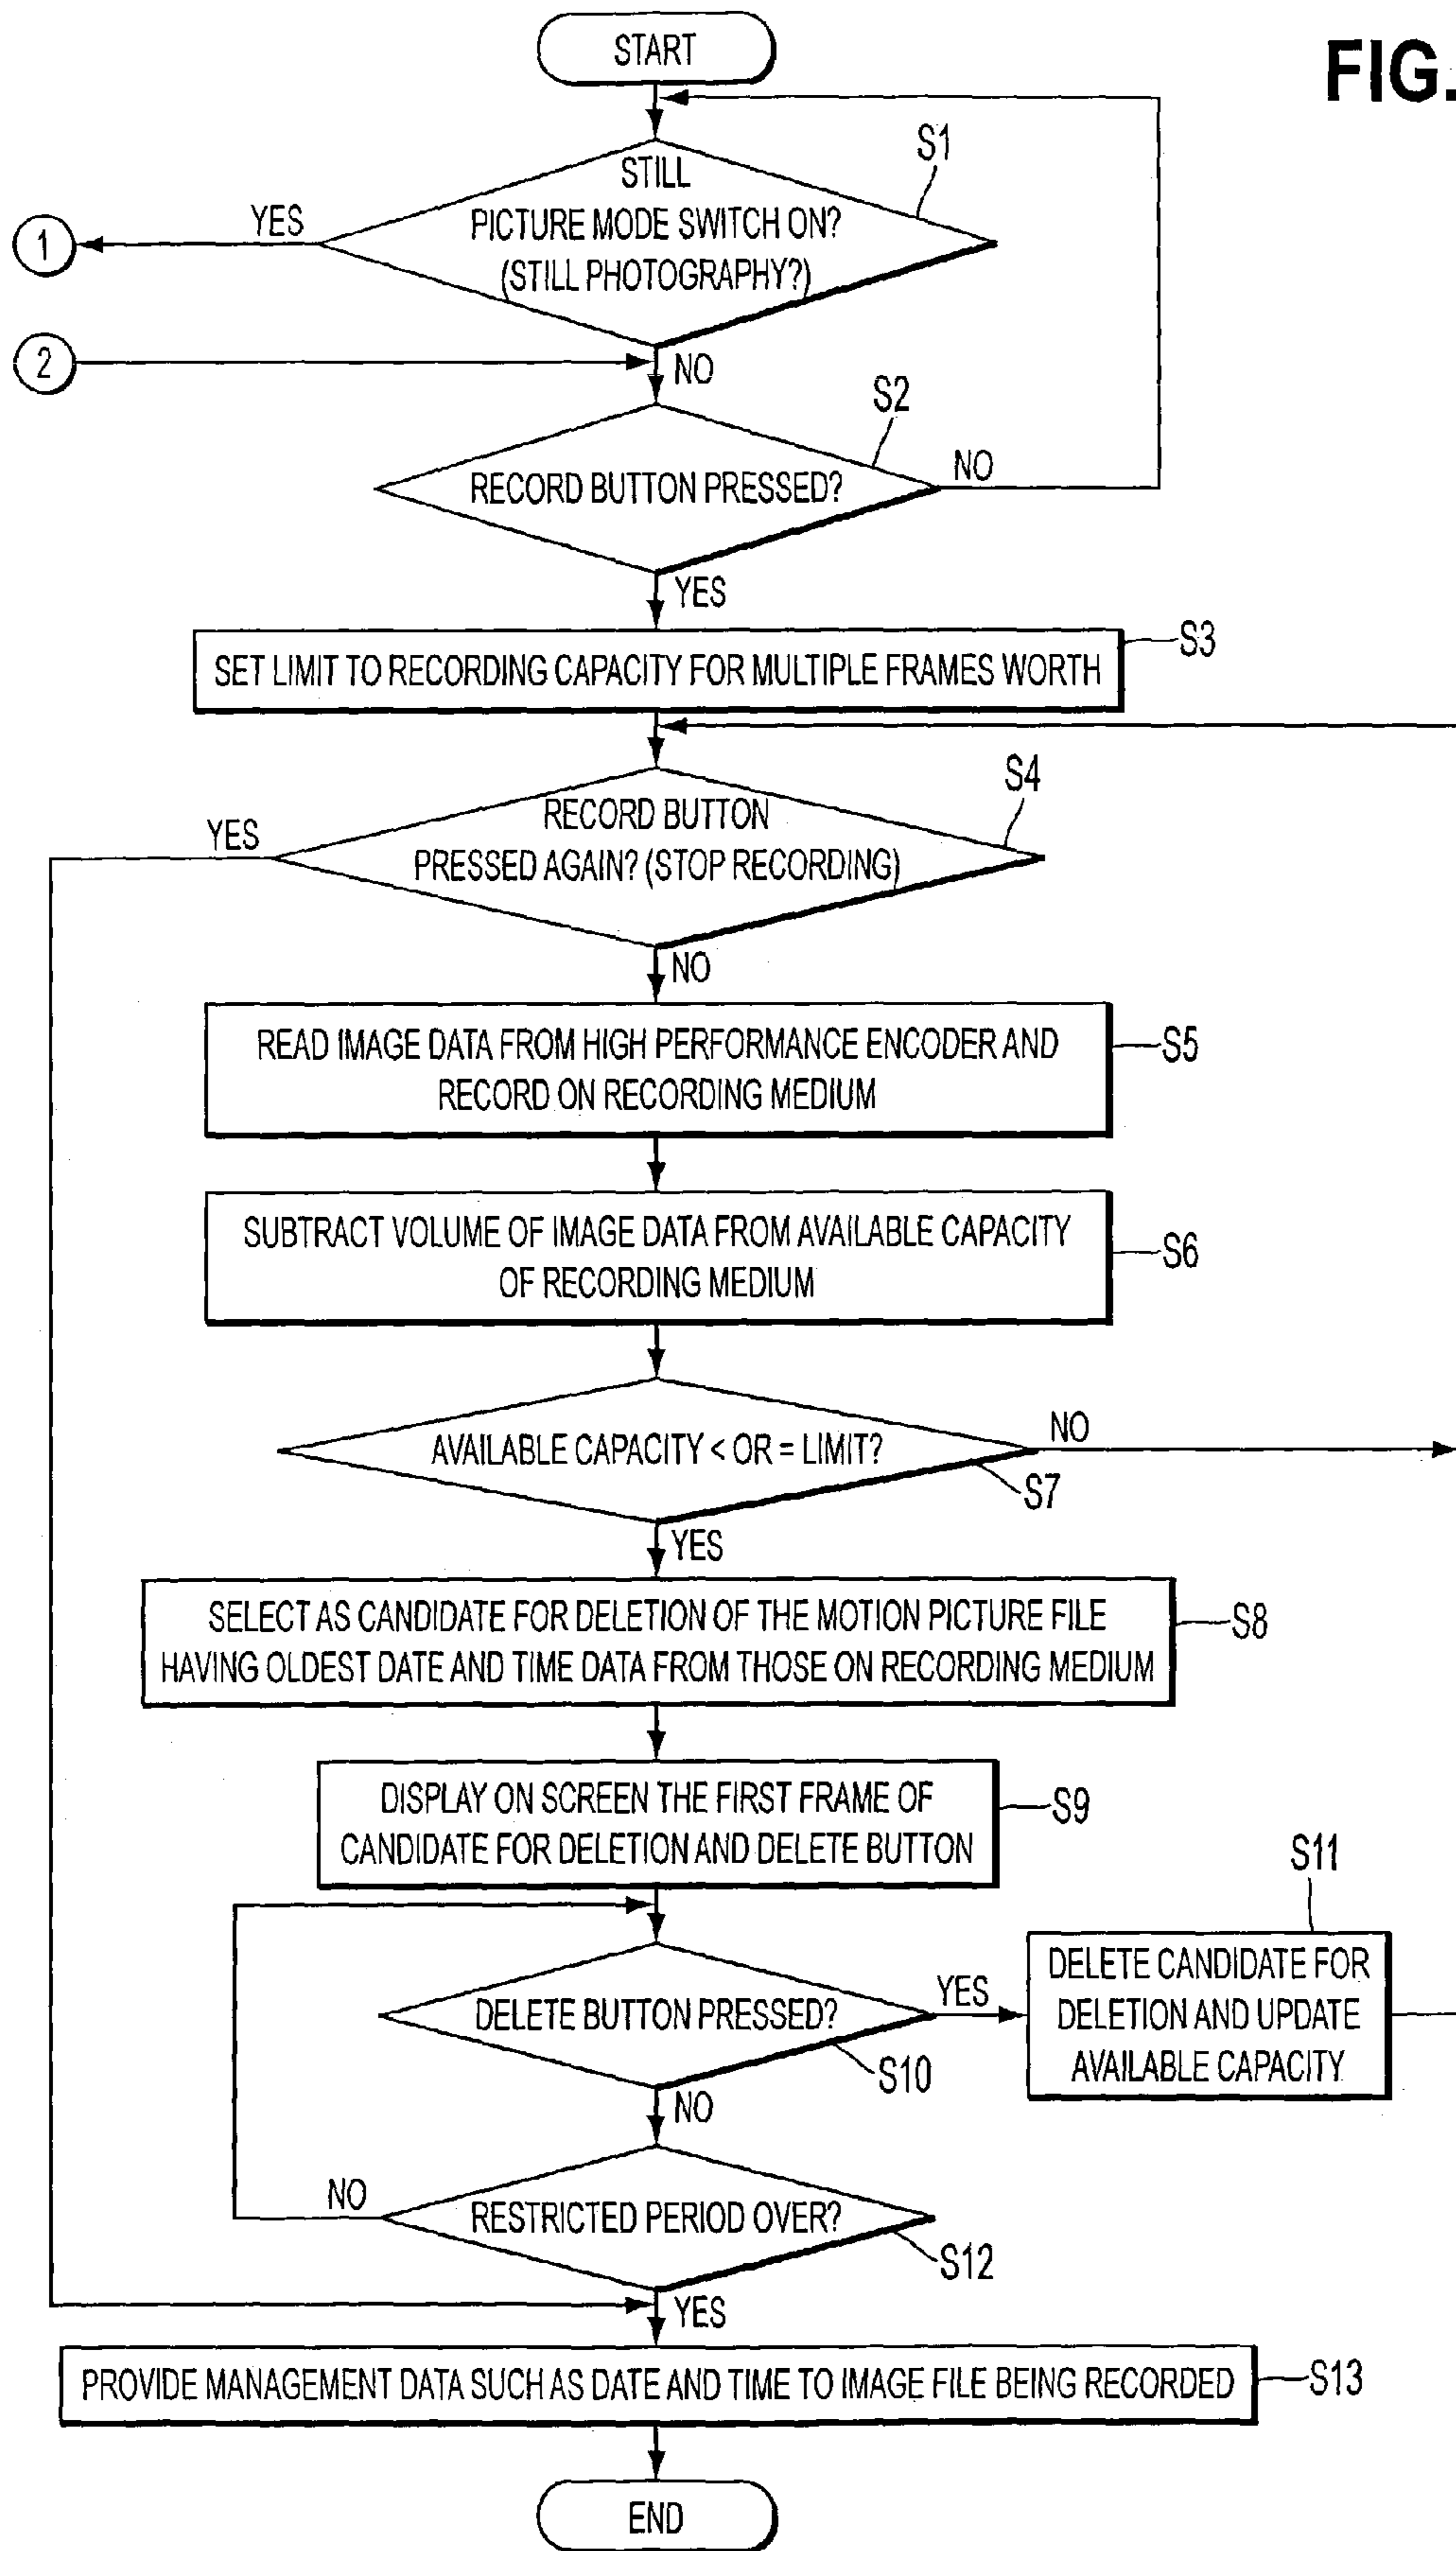 START
FIG.
S1
STILL
PICTURE MODE SWITCH ON?
(STILL PHOTOGRAPHY?)
YES
1
2
NO
S2
RECORD BUTTON PRESSED?
NO
YES
SET LIMIT TO RECORDING CAPACITY FOR MULTIPLE FRAMES WORTH
S3
S4
RECORD BUTTON
PRESSED AGAIN? (STOP RECORDING)
YES
NO
READ IMAGE DATA FROM HIGH PERFORMANCE ENCODER AND
RECORD ON RECORDING MEDIUM
S5
SUBTRACT VOLUME OF IMAGE DATA FROM AVAILABLE CAPACITY
OF RECORDING MEDIUM
S6
AVAILABLE CAPACITY < OR = LIMIT?
NO
S7
YES
SELECT AS CANDIDATE FOR DELETION OF THE MOTION PICTURE FILE
HAVING OLDEST DATE AND TIME DATA FROM THOSE ON RECORDING MEDIUM
S8
DISPLAY ON SCREEN THE FIRST FRAME OF
CANDIDATE FOR DELETION AND DELETE BUTTON
S9
S11
DELETE BUTTON PRESSED?
YES
S10
DELETE CANDIDATE FOR
DELETION AND UPDATE
AVAILABLE CAPACITY
NO
RESTRICTED PERIOD OVER?
NO
S12
YES
PROVIDE MANAGEMENT DATA SUCH AS DATE AND TIME TO IMAGE FILE BEING RECORDED
S13
END